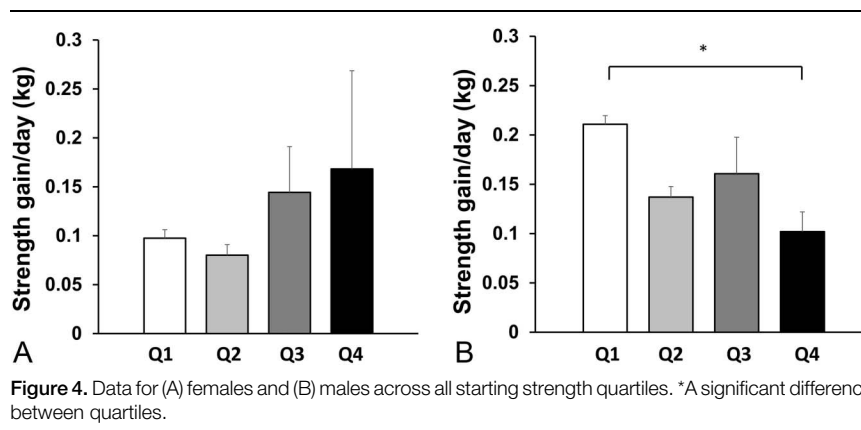 0.3
0.25
0.2
0.15
0.1
0.05
0
Strength gain/day (kg)
Q1 Q2 Q3 Q4
A
0.3
0.25
0.2
0.15
0.1
0.05
0
Strength gain/day (kg)
*
Q1 Q2 Q3 Q4
B
Figure 4. Data for (A) females and (B) males across all starting strength quartiles. *A significant differenc
between quartiles.